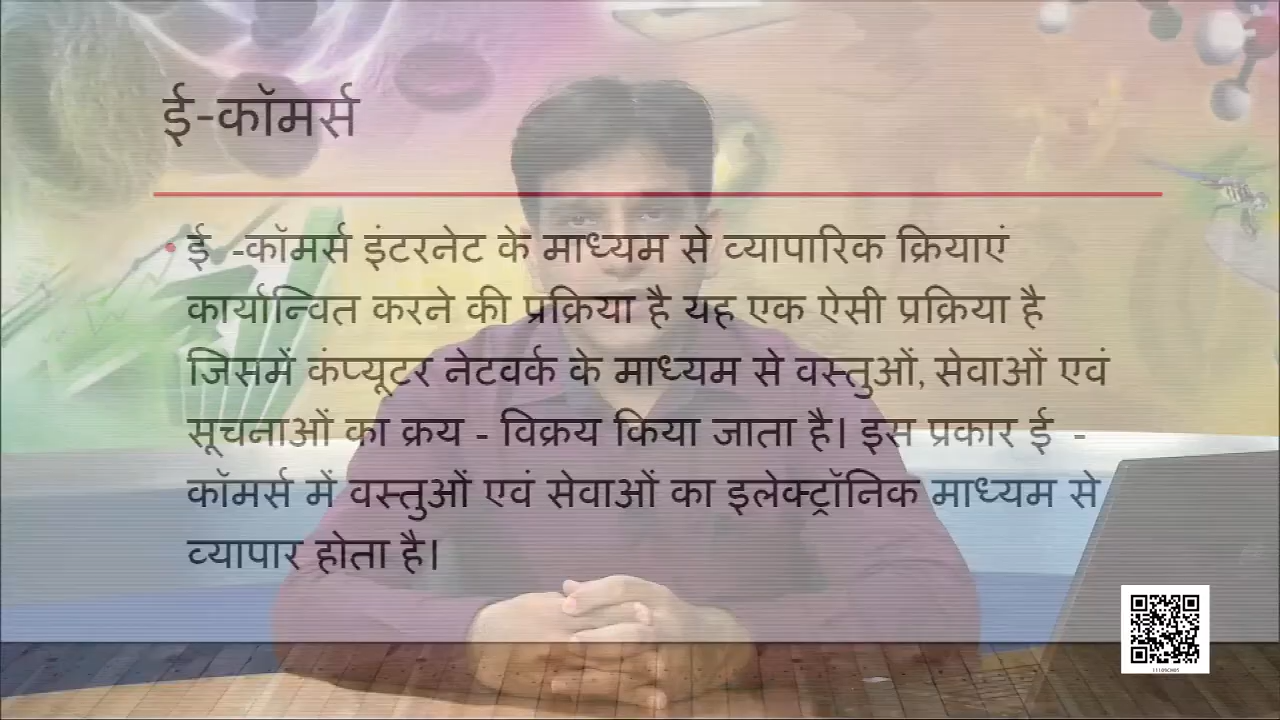 ई-कॉमर्स
• ई -कॉमर्स इंटरनेट के माध्यम से व्यापारिक क्रियाएं
कार्यान्वित करने की प्रक्रिया है यह एक ऐसी प्रक्रिया है
जिसमें कंप्यूटर नेटवर्क के माध्यम से वस्तुओं, सेवाओं एवं
सूचनाओं का क्रय - विक्रय किया जाता है। इस प्रकार ई -
कॉमर्स में वस्तुओं एवं सेवाओं का इलेक्ट्रॉनिक माध्यम से
व्यापार होता है।